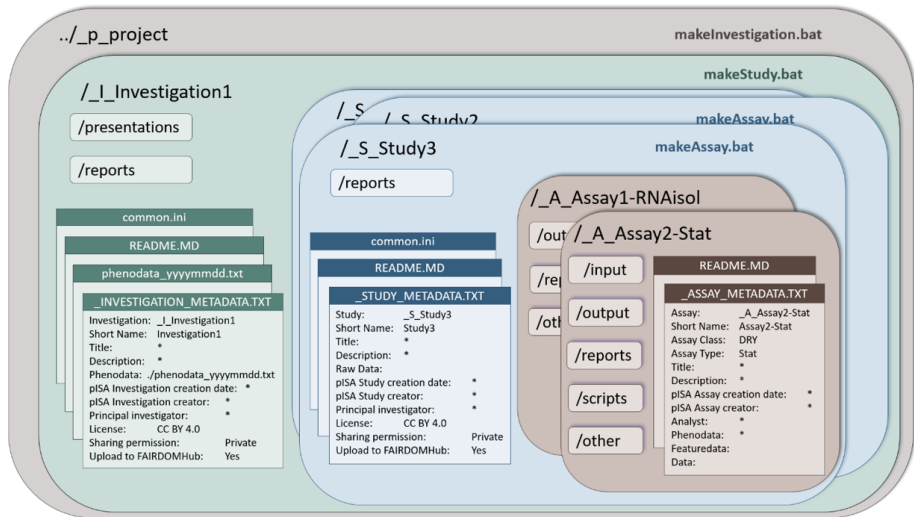 ../_p_project
makeInvestigation.bat
/_I_Investigation1
makeStudy.bat
/presentations
/reports
/_S
/_S_Study2
makeAssay.bat
/_S_Study3
makeAssay.bat
/reports
/_A_Assay1-RNAisol
/out
/rep
/oth
/_A_Assay2-Stat
/input
/output
/reports
/scripts
/other
common.ini
README.MD
phenodata_yyyymmdd.txt
_INVESTIGATION_METADATA.TXT
Investigation: _I_Investigation1
Short Name: Investigation1
Title: *
Description: *
Phenodata: ./phenodata_yyyymmdd.txt
pISA Investigation creation date: *
pISA Investigation creator: *
Principal investigator: *
License: CC BY 4.0
Sharing permission: Private
Upload to FAIRDOMHub: Yes
common.ini
README.MD
_STUDY_METADATA.TXT
Study: _S_Study3
Short Name: Study3
Title: *
Description: *
Raw Data:
pISA Study creation date: *
pISA Study creator: *
Principal investigator: *
License: CC BY 4.0
Sharing permission: Private
Upload to FAIRDOMHub: Yes
README.MD
_ASSAY_METADATA.TXT
Assay: _A_Assay2-Stat
Short Name: Assay2-Stat
Assay Class: DRY
Assay Type: Stat
Title: *
Description: *
pISA Assay creation date: *
pISA Assay creator: *
Analyst: *
Phenodata: *
Featuredata:
Data: